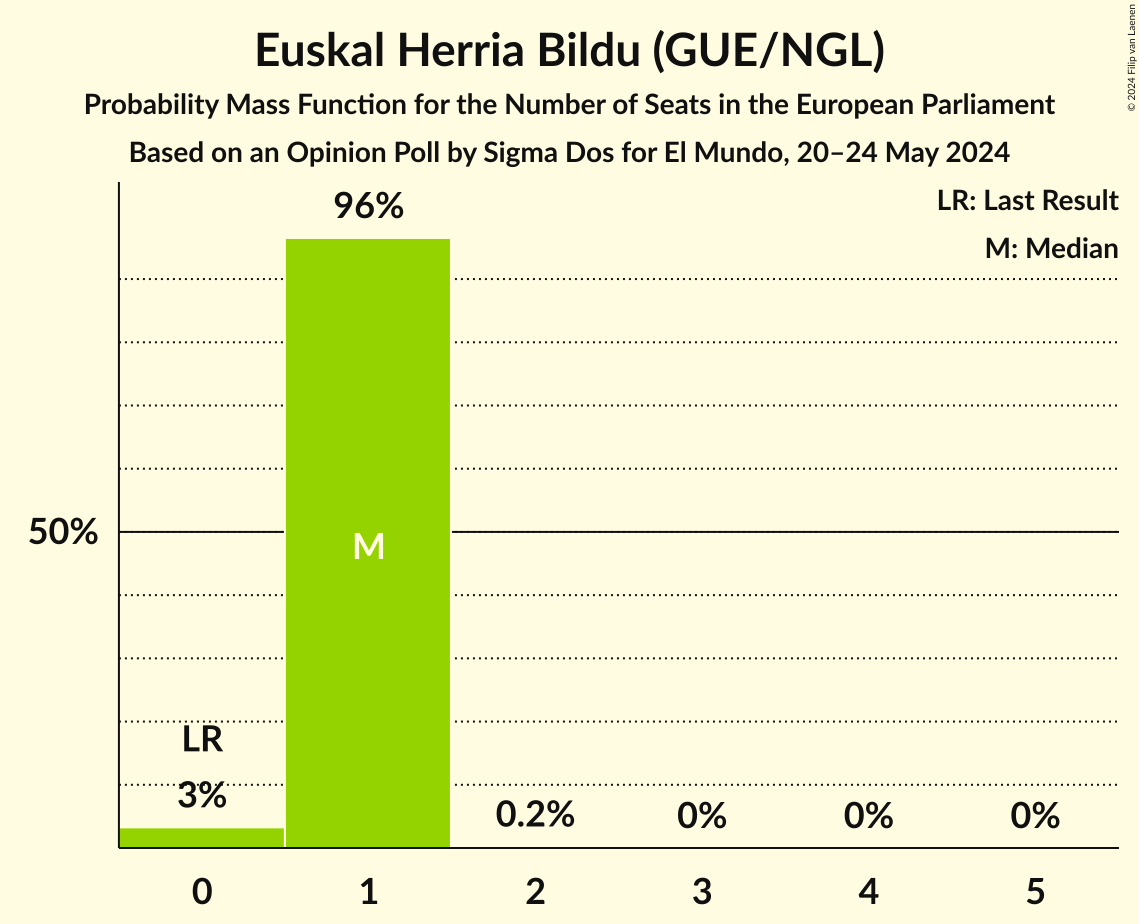 Euskal Herria Bildu (GUE/NGL)
Probability Mass Function for the Number of Seats in the European Parliament
Based on an Opinion Poll by Sigma Dos for El Mundo, 20–24 May 2024
© 2024 Filip van Laenen
LR: Last Result
M: Median
96%
50%
M
LR
3%
0.2%
0%
0%
0%
0
1
2
3
4
5